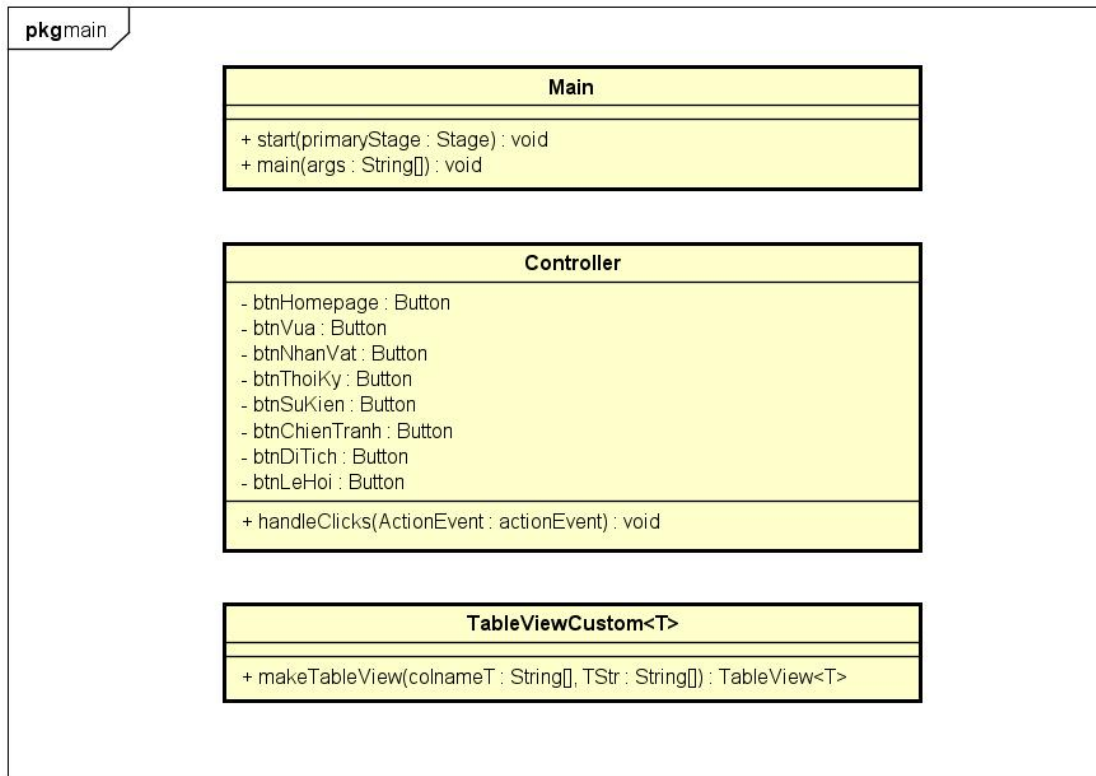 pkgmain
Main
+ start(primaryStage : Stage) : void
+ main(args : String[]) : void
Controller
- btnHomepage : Button
- btnVua : Button
- btnNhanVat : Button
- btnThoiKy : Button
- btnSuKien : Button
- btnChienTranh : Button
- btnDiTich : Button
- btnLeHoi : Button
+ handleClicks(ActionEvent : actionEvent) : void
TableViewCustom<T>
+ makeTableView(colnameT : String[], TStr : String[]) : TableView<T>